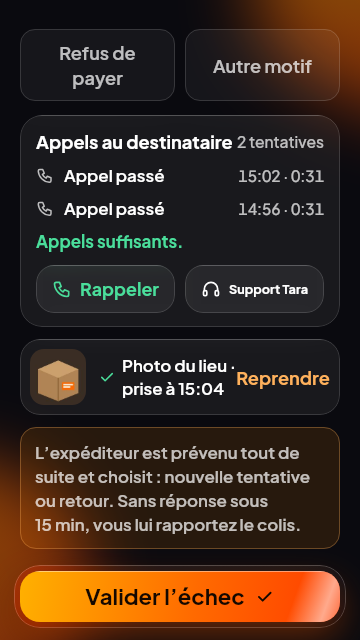 Refus de
payer
Autre motif
Appels au destinataire 2 tentatives
Appel passé 15:02 · 0:31
Appel passé 14:56 · 0:31
Appels suffisants.
Rappeler
Support Tara
Photo du lieu ·
prise à 15:04
Reprendre
L’expéditeur est prévenu tout de
suite et choisit : nouvelle tentative
ou retour. Sans réponse sous
15 min, vous lui rapportez le colis.
Valider l’échec